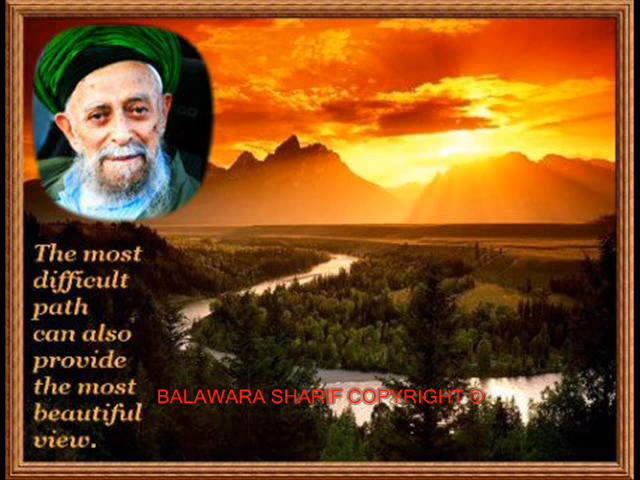 The most
difficult
path
can also
provide
the most
beautiful
view.
BALAWARA SHARIF COPYRIGHT ©